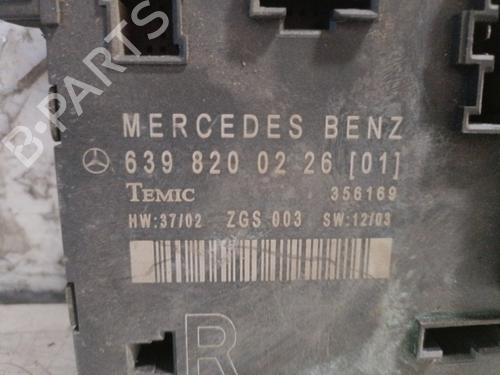 MERCEDES BENZ
639 820 02 26 [01]
TEMIC 356169
HW:37/02 ZGS 003 SW:12/03
R
B-PARTS